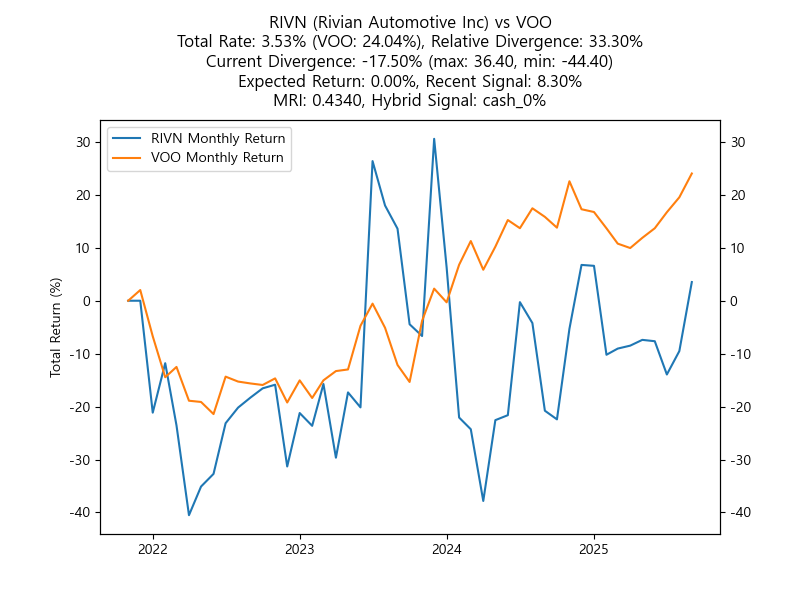 RIVN (Rivian Automotive Inc) vs VOO
Total Rate: 3.53% (VOO: 24.04%), Relative Divergence: 33.30%
Current Divergence: -17.50% (max: 36.40, min: -44.40)
Expected Return: 0.00%, Recent Signal: 8.30%
MRI: 0.4340, Hybrid Signal: cash_0%
RIVN Monthly Return
VOO Monthly Return
Total Return (%)
30
20
10
0
-10
-20
-30
-40
30
20
10
0
-10
-20
-30
-40
2022
2023
2024
2025